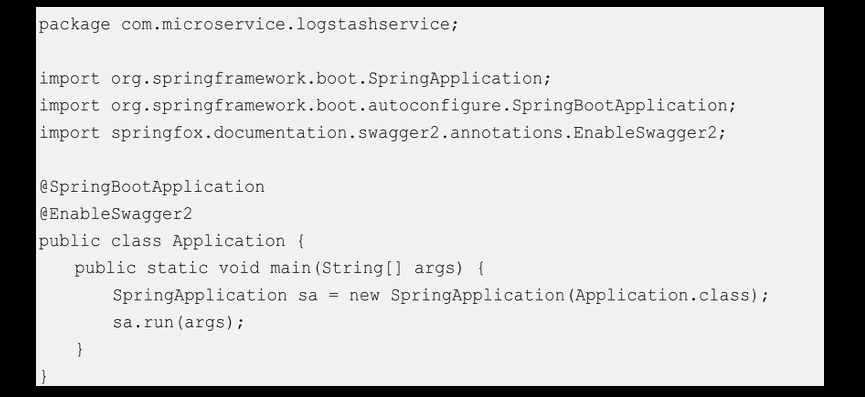 package com.microservice.logstashservice;
import org.springframework.boot.SpringApplication;
import org.springframework.boot.autoconfigure.SpringBootApplication;
import springfox.documentation.swagger2.annotations.EnableSwagger2;
@SpringBootApplication
@EnableSwagger2
public class Application {
    public static void main(String[] args) {
        SpringApplication sa = new SpringApplication(Application.class);
        sa.run(args);
    }
}